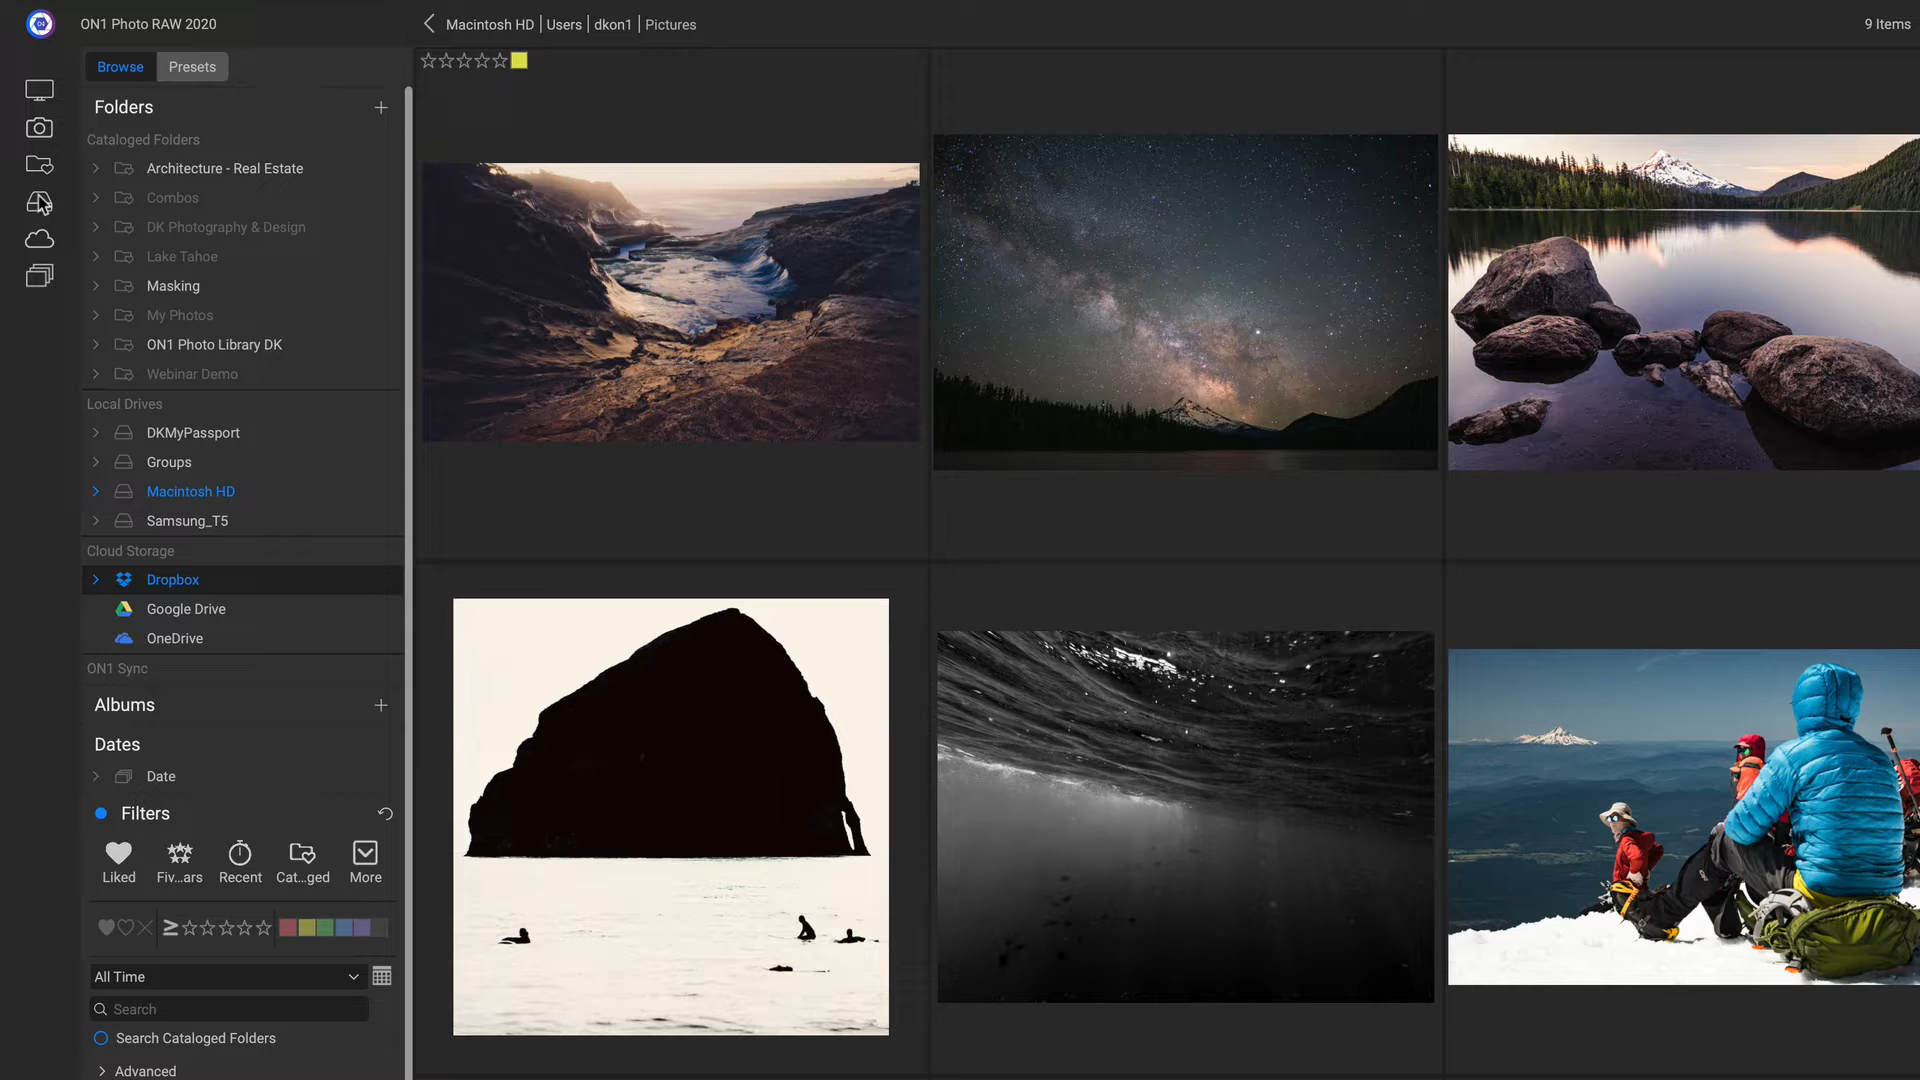 ON1 Photo RAW 2020
Macintosh HD | Users | dkon1 | Pictures
9 Items
Browse
Presets
Folders
Cataloged Folders
Architecture - Real Estate
Combos
DK Photography & Design
Lake Tahoe
Masking
My Photos
ON1 Photo Library DK
Webinar Demo
Local Drives
DKMyPassport
Groups
Macintosh HD
Samsung_T5
Cloud Storage
Dropbox
Google Drive
OneDrive
ON1 Sync
Albums
Dates
Date
Filters
Liked
Fiv...ars
Recent
Cat...ged
More
All Time
Search
Search Cataloged Folders
Advanced